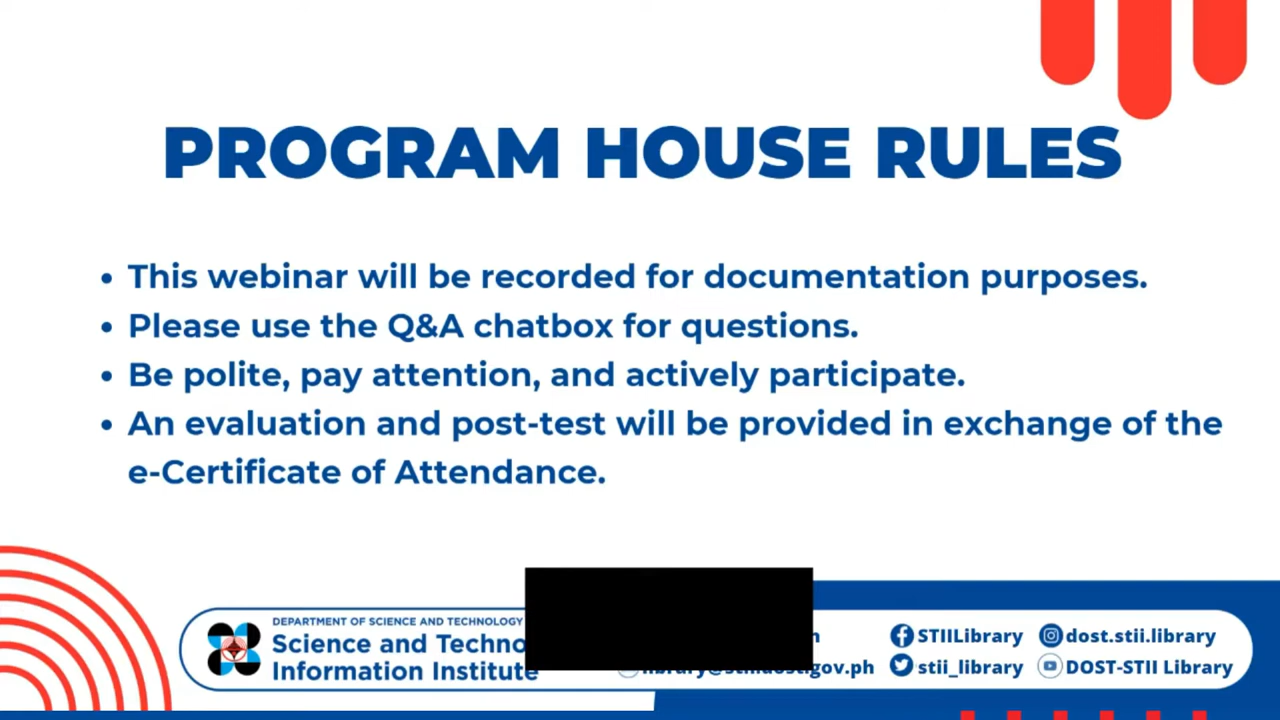 PROGRAM HOUSE RULES
• This webinar will be recorded for documentation purposes.
• Please use the Q&A chatbox for questions.
• Be polite, pay attention, and actively participate.
• An evaluation and post-test will be provided in exchange of the
e-Certificate of Attendance.
DEPARTMENT OF SCIENCE AND TECHNOLOGY
Science and
Information Institute
STIILibrary
dost.stii.library
stii_library
DOST-STII Library